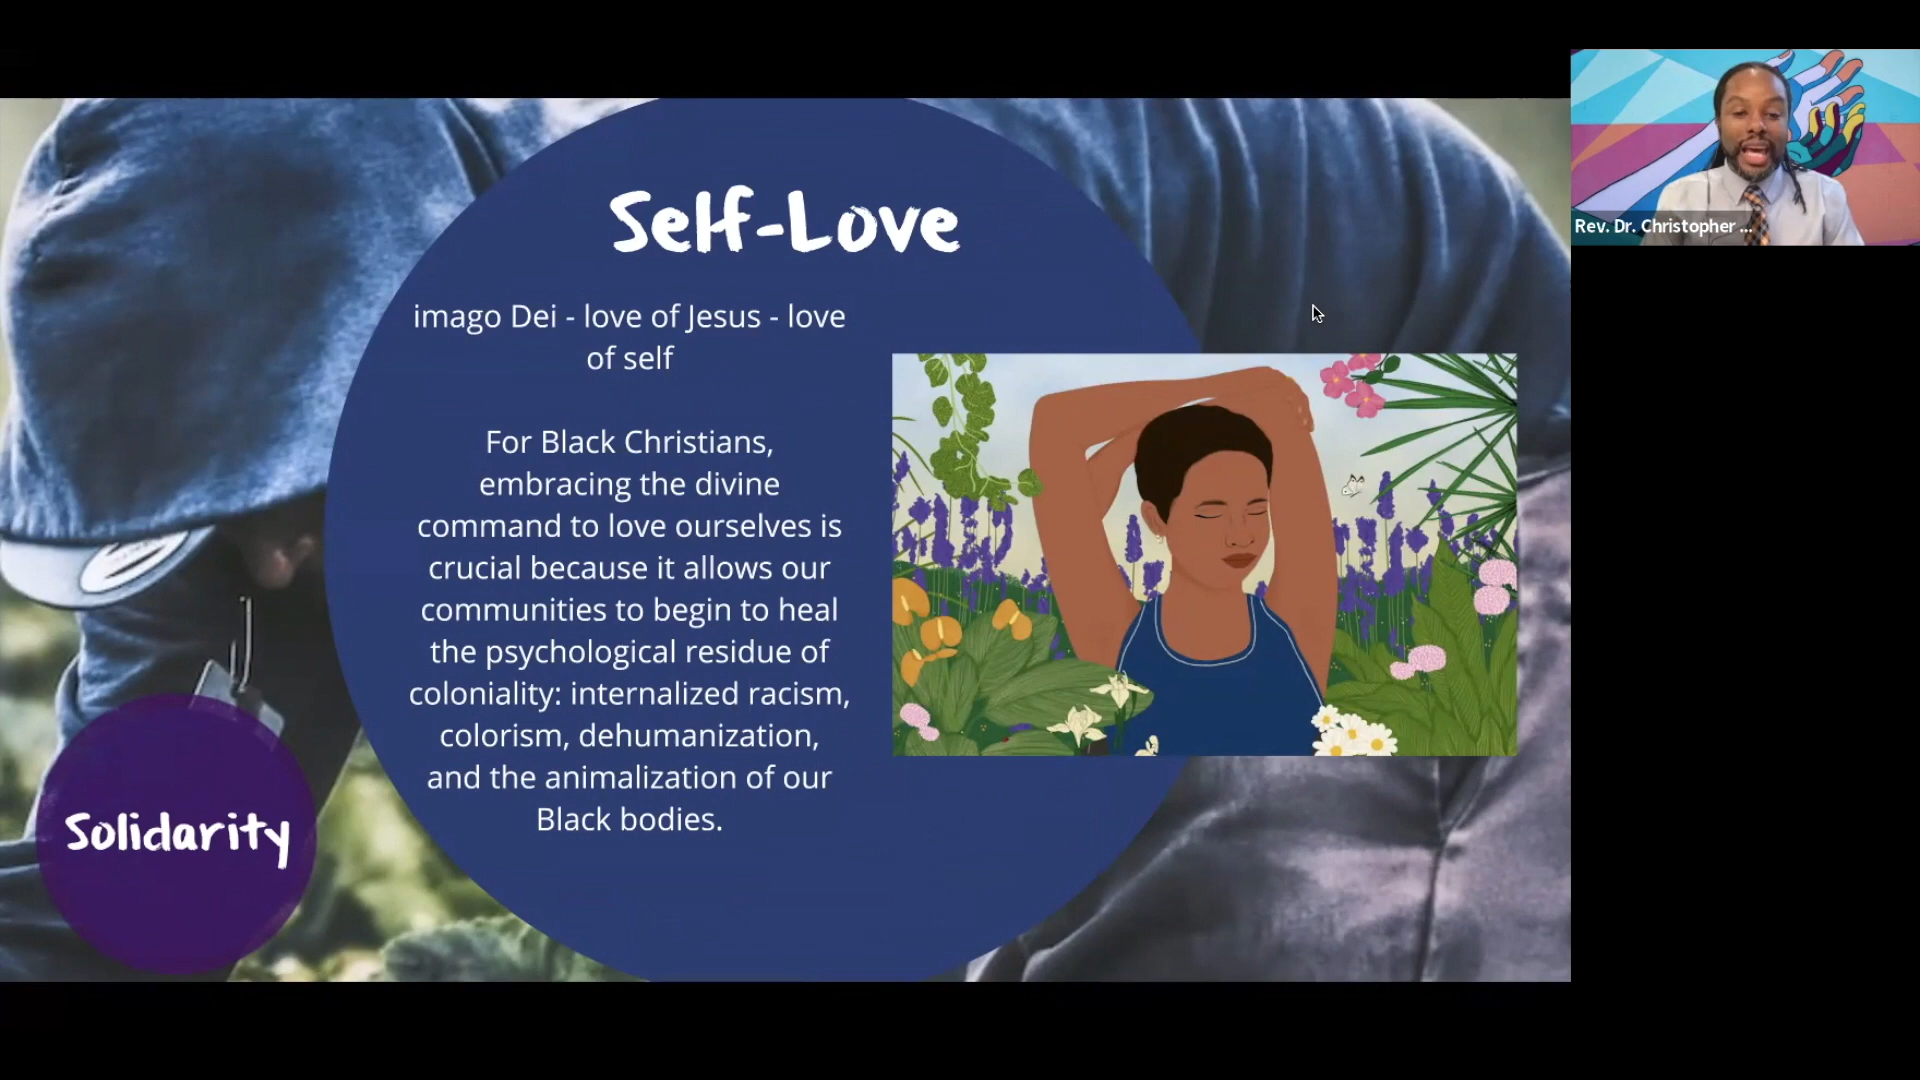 Self-Love
imago Dei - love of Jesus - love
of self
For Black Christians,
embracing the divine
command to love ourselves is
crucial because it allows our
communities to begin to heal
the psychological residue of
coloniality: internalized racism,
colorism, dehumanization,
and the animalization of our
Black bodies.
Solidarity
Rev. Dr. Christopher ...